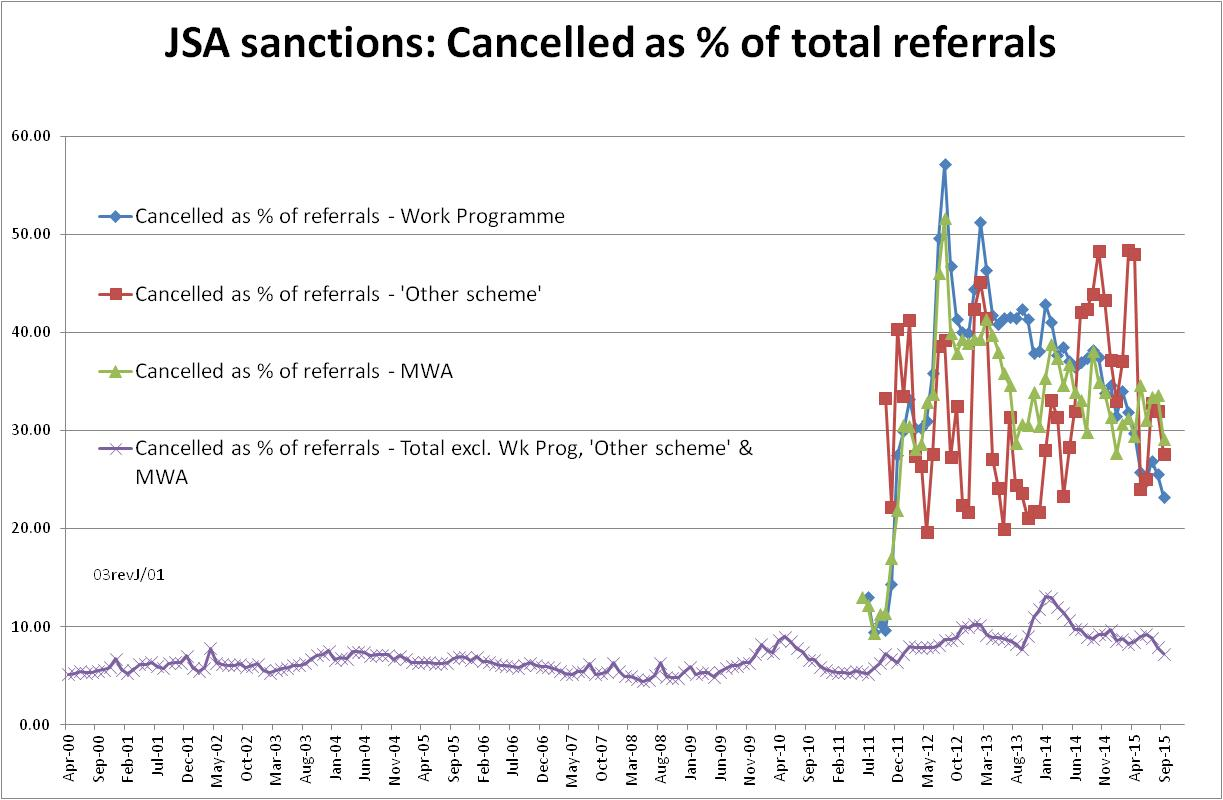 JSA sanctions: Cancelled as % of total referrals
60.00
50.00
40.00
30.00
20.00
10.00
0.00
Cancelled as % of referrals - Work Programme
Cancelled as % of referrals - 'Other scheme'
Cancelled as % of referrals - MWA
Cancelled as % of referrals - Total excl. Wk Prog, 'Other scheme' &
MWA
03revJ/01
Apr-00
Sep-00
Feb-01
Jul-01
Dec-01
May-02
Oct-02
Mar-03
Aug-03
Jan-04
Jun-04
Nov-04
Apr-05
Sep-05
Feb-06
Jul-06
Dec-06
May-07
Oct-07
Mar-08
Aug-08
Jan-09
Jun-09
Nov-09
Apr-10
Sep-10
Feb-11
Jul-11
Dec-11
May-12
Oct-12
Mar-13
Aug-13
Jan-14
Jun-14
Nov-14
Apr-15
Sep-15